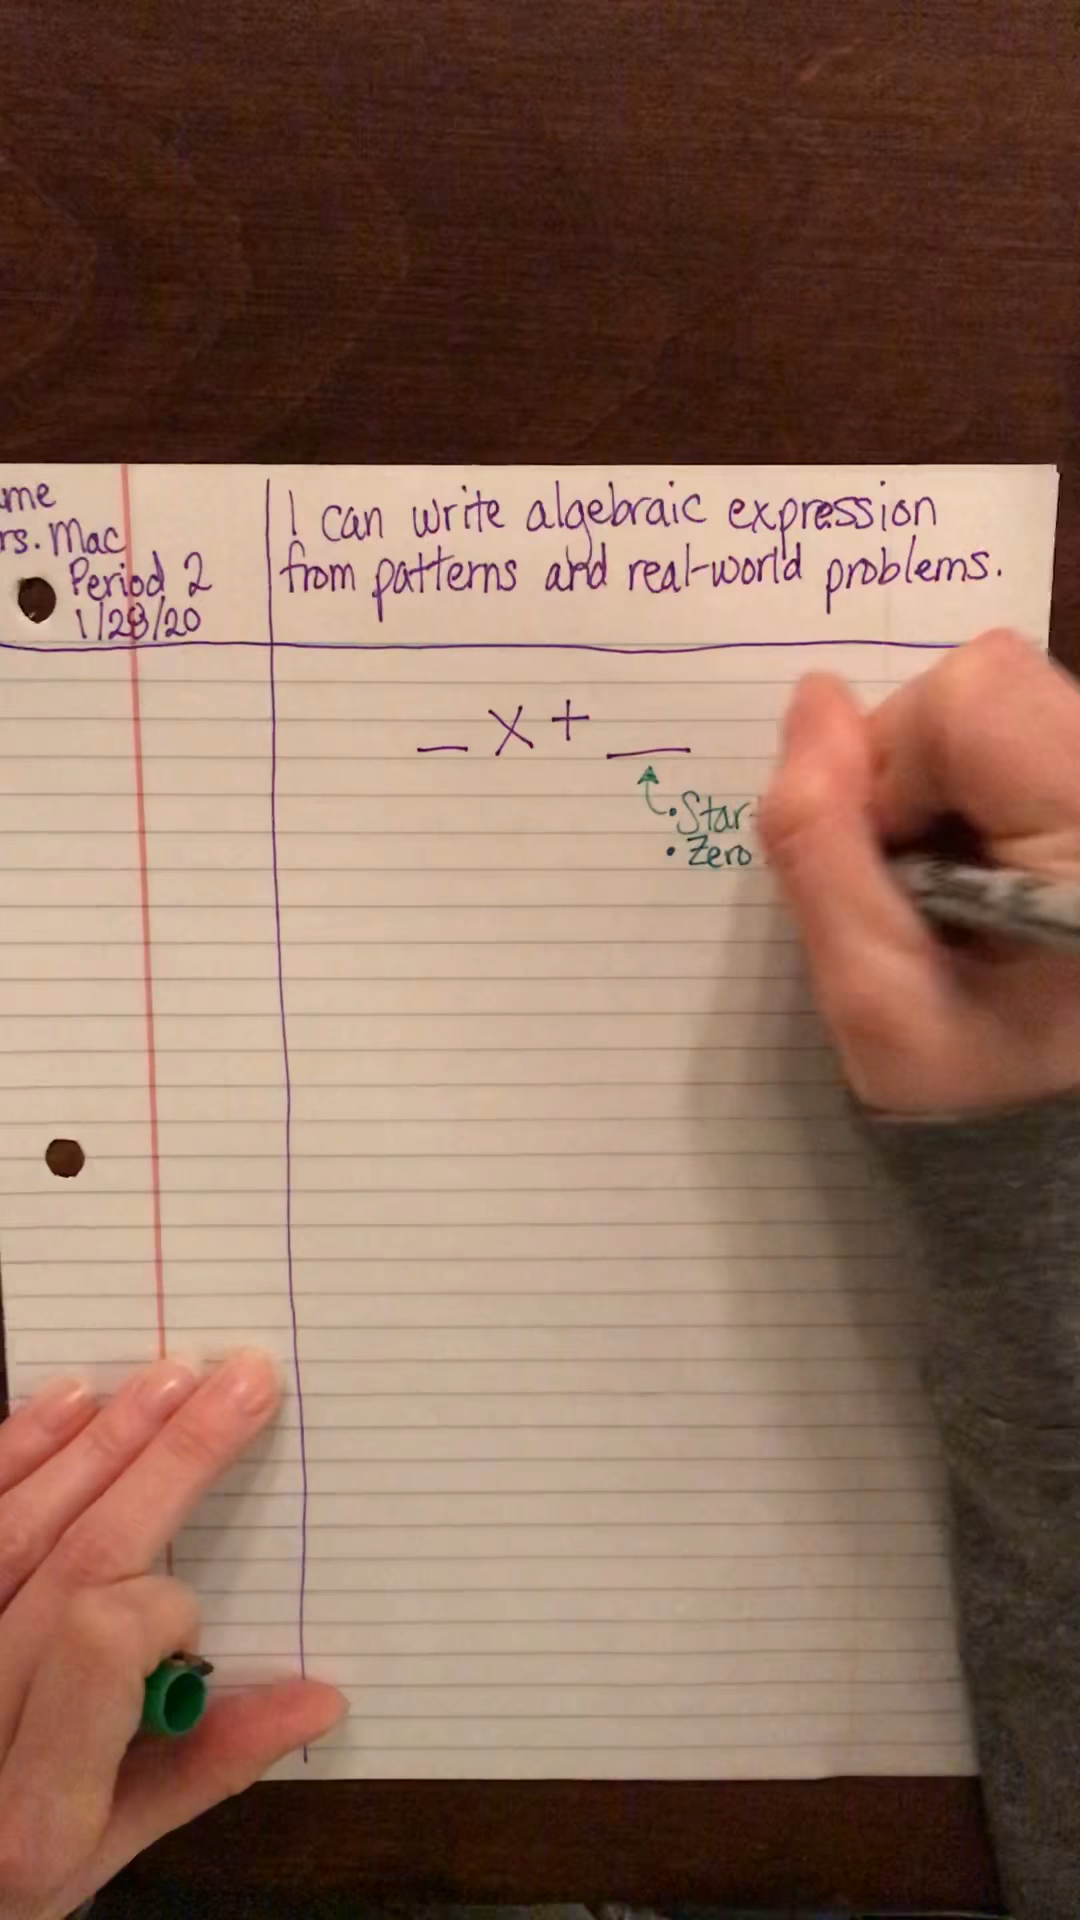 me
rs. Mac
Period 2
1/28/20
I can write algebraic expression
from patterns and real-world problems.
_ x + __
• Star
• Zero